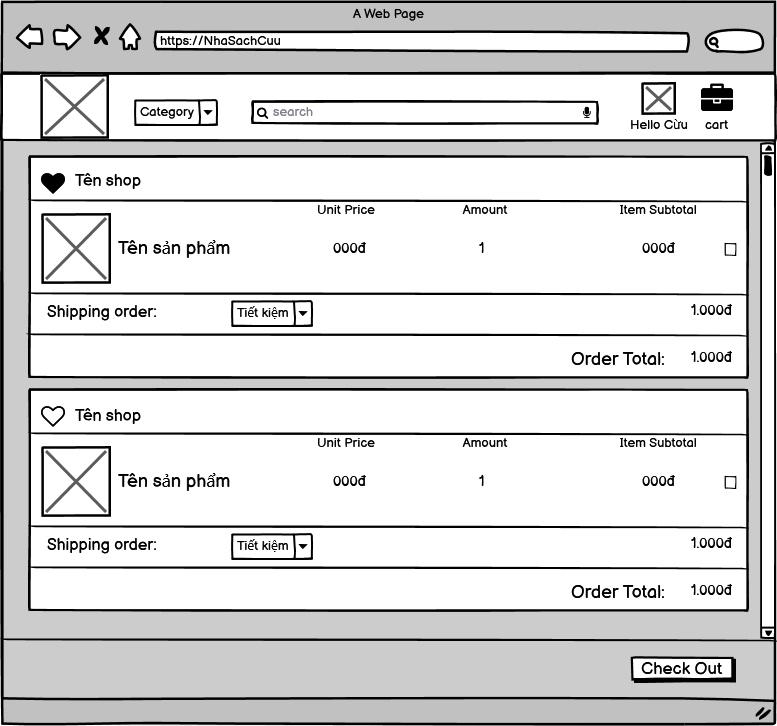 A Web Page
https://NhaSachCuu
Category
search
Hello Cừu
cart
Tên shop
Unit Price Amount Item Subtotal
Tên sản phẩm 000đ 1 000đ
Shipping order: Tiết kiệm 1.000đ
Order Total: 1.000đ
Tên shop
Unit Price Amount Item Subtotal
Tên sản phẩm 000đ 1 000đ
Shipping order: Tiết kiệm 1.000đ
Order Total: 1.000đ
Check Out